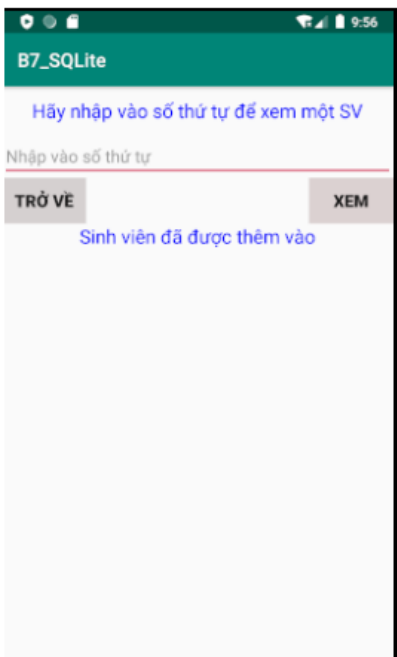 9:56
B7_SQLite
Hãy nhập vào số thứ tự để xem một SV
Nhập vào số thứ tự
TRỞ VỀ XEM
Sinh viên đã được thêm vào